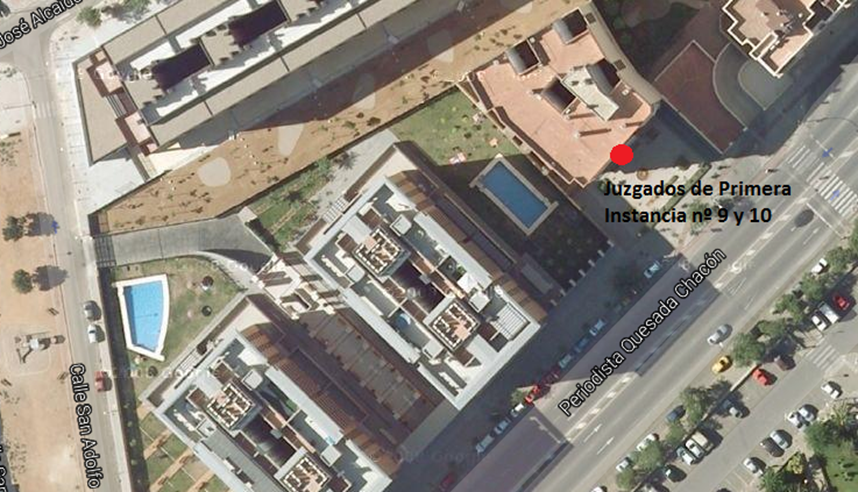 José Alcalde
Juzgados de Primera
Instancia nº 9 y 10
Periodista Quesada Chacón
Calle San Adolfo